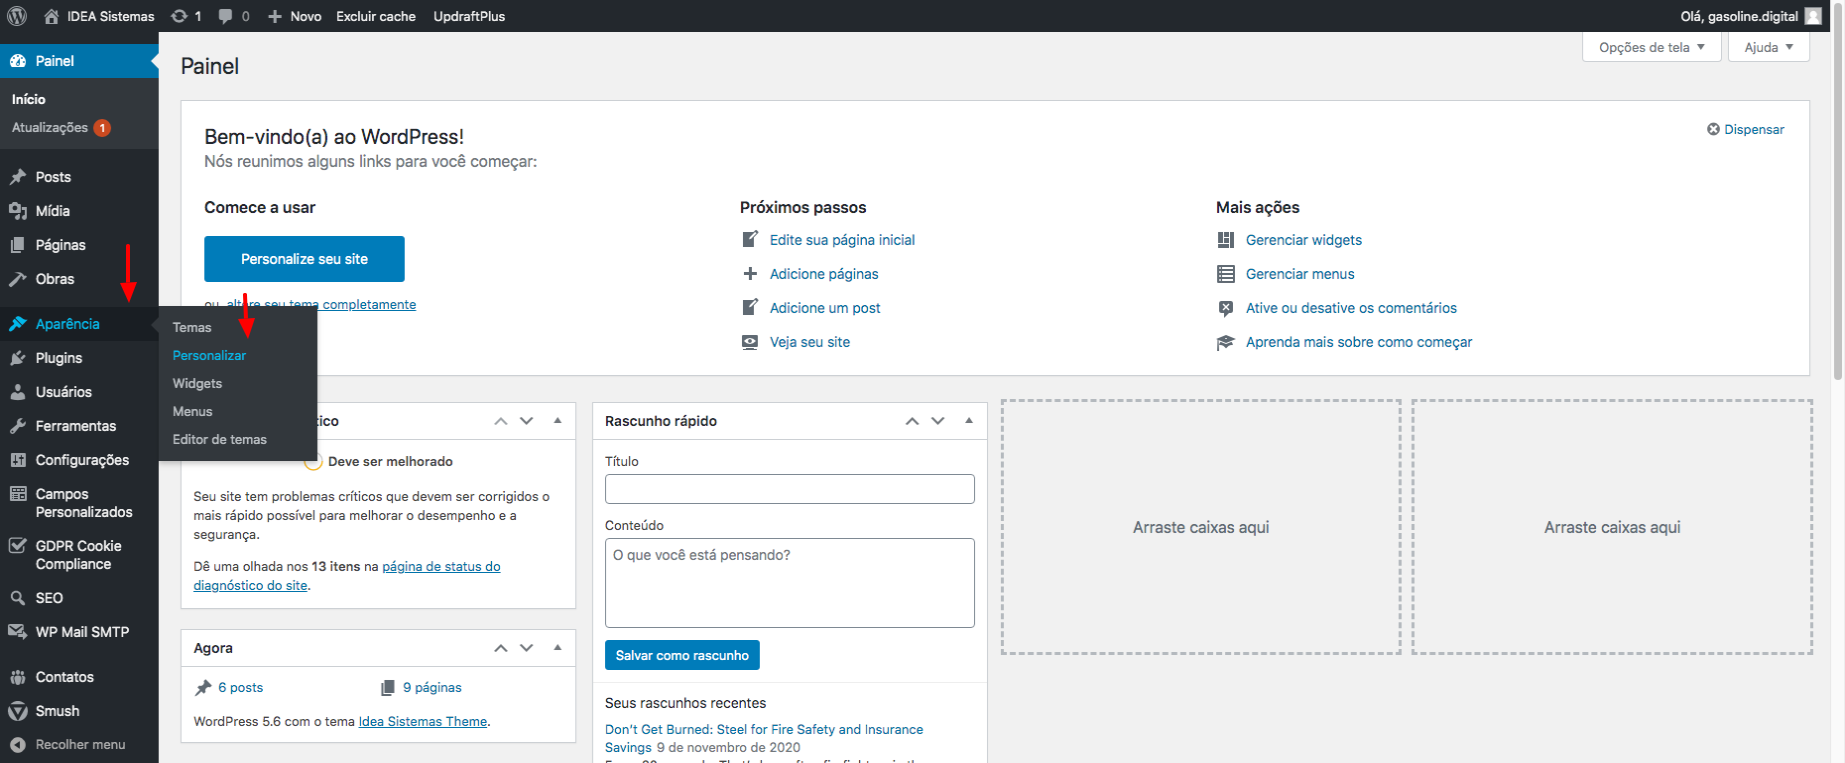 IDEA Sistemas 1 0 Novo Excluir cache UpdraftPlus Olá, gasoline.digital
Painel
Início
Atualizações 1
Posts
Mídia
Páginas
Obras
Aparência
Plugins
Usuários
Ferramentas
Configurações
Campos
Personalizados
GDPR Cookie
Compliance
SEO
WP Mail SMTP
Contatos
Smush
Recolher menu
Temas
Personalizar
Widgets
Menus
Editor de temas
Opções de tela Ajuda
Painel
Bem-vindo(a) ao WordPress!
Dispensar
Nós reunimos alguns links para você começar:
Comece a usar
Personalize seu site
ou altere seu tema completamente
Próximos passos
Edite sua página inicial
Adicione páginas
Adicione um post
Veja seu site
Mais ações
Gerenciar widgets
Gerenciar menus
Ative ou desative os comentários
Aprenda mais sobre como começar
Deve ser melhorado
Seu site tem problemas críticos que devem ser corrigidos o
mais rápido possível para melhorar o desempenho e a
segurança.
Dê uma olhada nos 13 itens na página de status do
diagnóstico do site.
Agora
6 posts 9 páginas
WordPress 5.6 com o tema Idea Sistemas Theme.
Rascunho rápido
Título
Conteúdo
O que você está pensando?
Salvar como rascunho
Seus rascunhos recentes
Don't Get Burned: Steel for Fire Safety and Insurance
Savings 9 de novembro de 2020
Arraste caixas aqui
Arraste caixas aqui